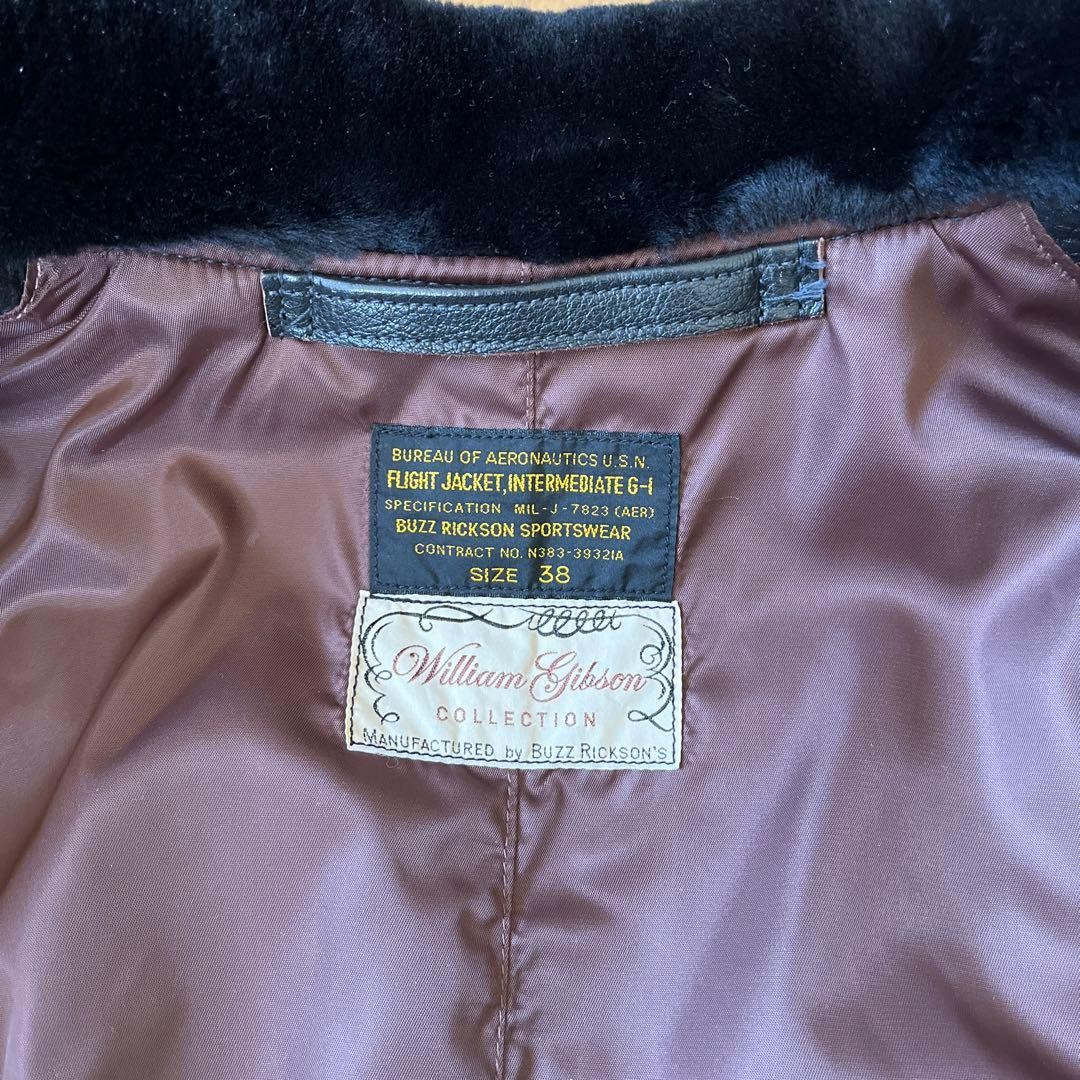 BUREAU OF AERONAUTICS U.S.N.
FLIGHT JACKET, INTERMEDIATE G-1
SPECIFICATION MIL-J-7823 (AER)
BUZZ RICKSON SPORTSWEAR
CONTRACT NO. N383-39321A
SIZE 38
William Gibson
COLLECTION
MANUFACTURED by BUZZ RICKSON'S